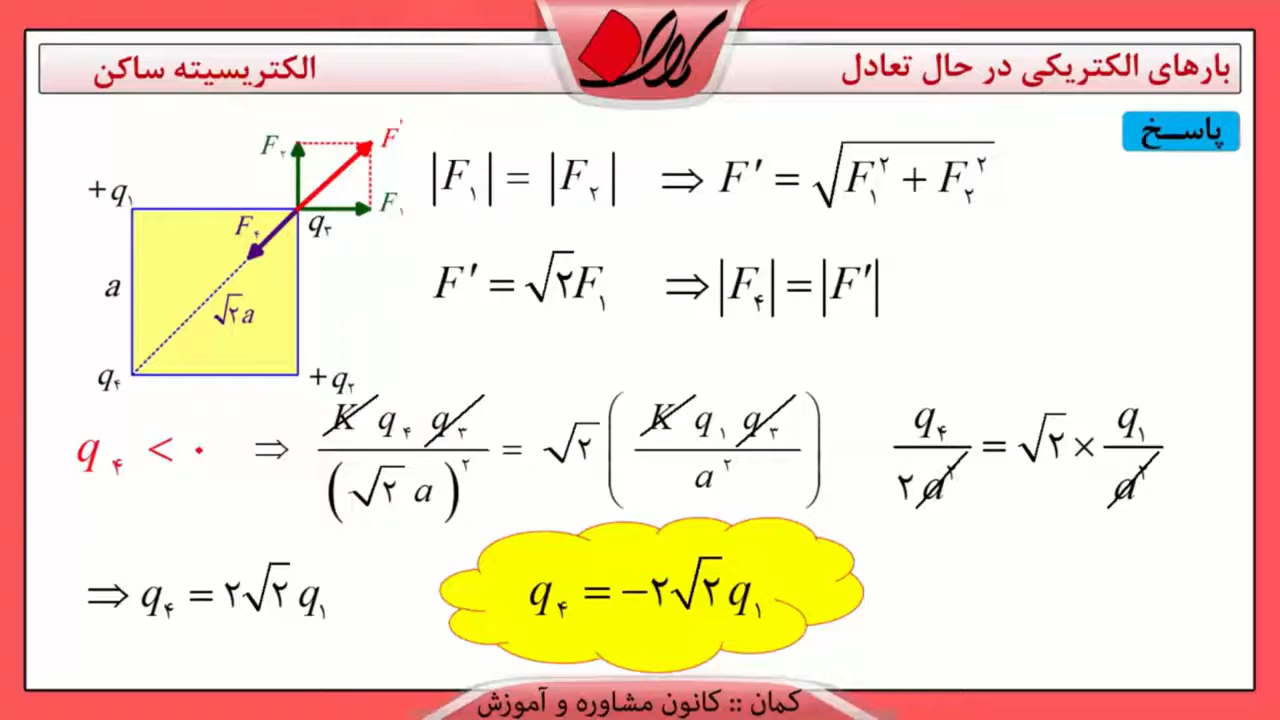 بارهای الکتریکی در حال تعادل
الکتریسیته ساکن
کمان
پاســخ
F₂ F'
F₁
+q₁
F₄ q₃
a
√۲a
q₄ +q₂
|F₁| = |F₂| ⇒ F' = √(F₁² + F₂²)
F' = √۲F₁ ⇒ |F₄| = |F'|
q₄ < ۰ ⇒ (K q₄ q₃)/(√۲ a)² = √۲ ((K q₁ q₃)/a²) q₄/۲a² = √۲ × q₁/a²
⇒ q₄ = ۲√۲ q₁ q₄ = −۲√۲ q₁
کمان :: کانون مشاوره و آموزش